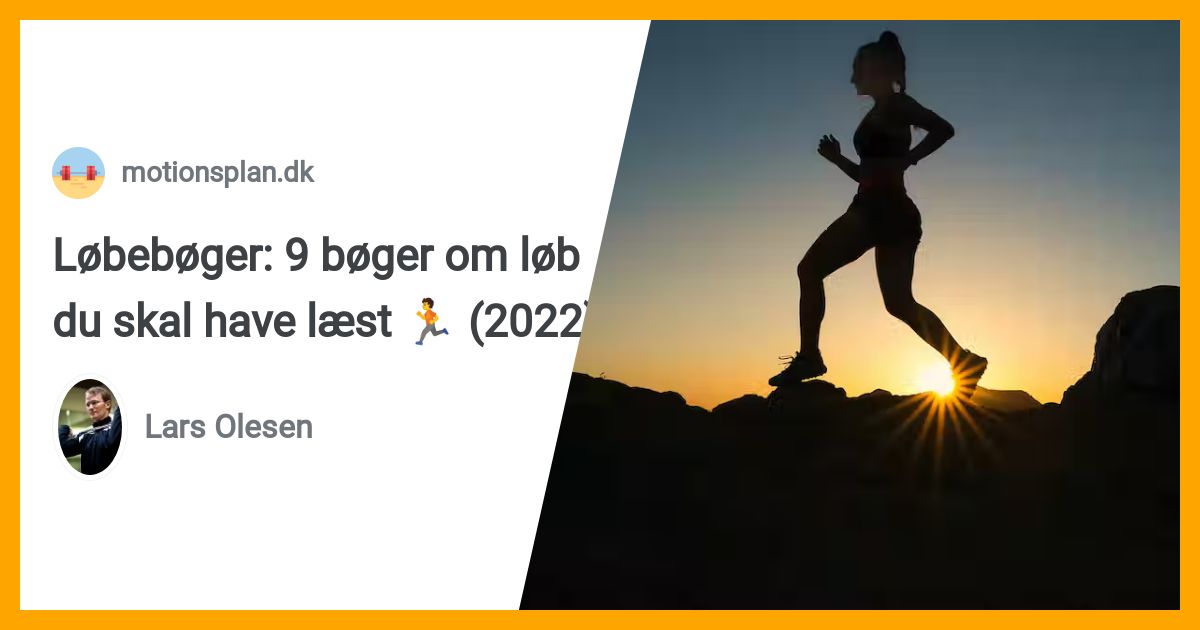 motionsplan.dk
Løbebøger: 9 bøger om løb
du skal have læst 🏃 (2022)
Lars Olesen